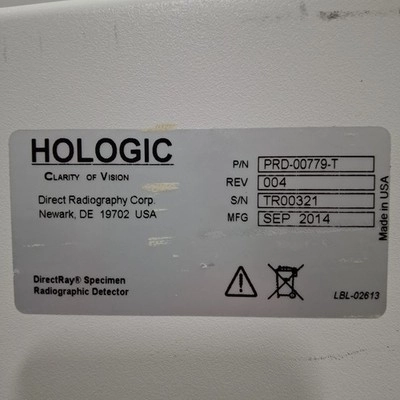 HOLOGIC
CLARITY OF VISION
Direct Radiography Corp.
Newark, DE 19702 USA
P/N PRD-00779-T
REV 004
S/N TR00321
MFG SEP 2014
Made in USA
DirectRay® Specimen
Radiographic Detector
LBL-02613